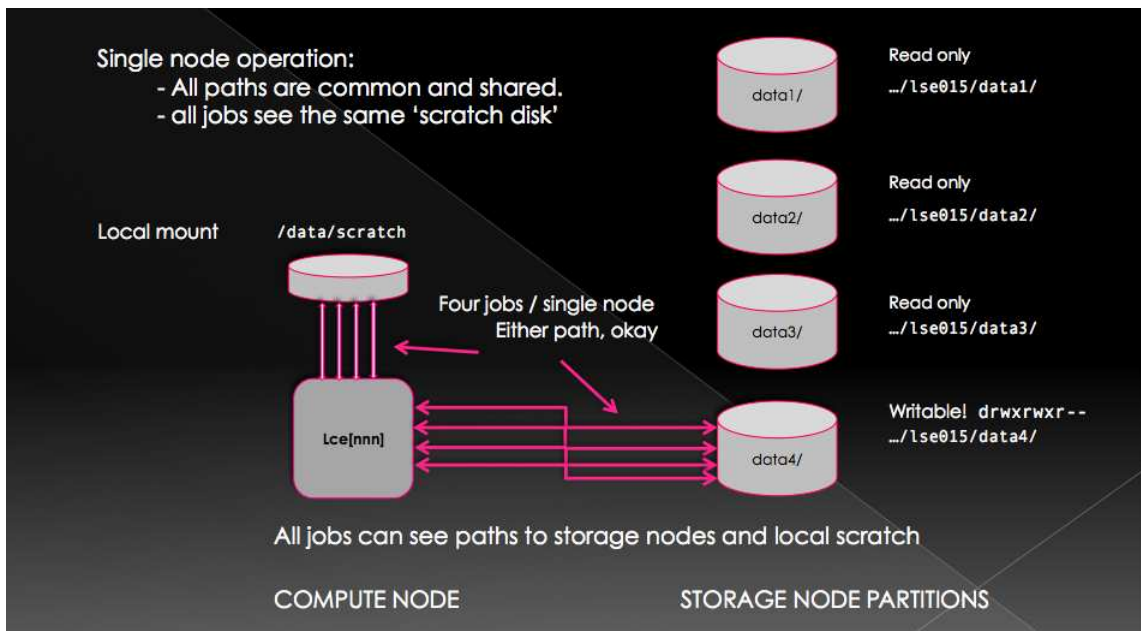 Single node operation:
- All paths are common and shared.
- all jobs see the same ‘scratch disk’
Local mount
/data/scratch
Four jobs / single node
Either path, okay
Lce[nnn]
data1/
Read only
…/lse015/data1/
data2/
Read only
…/lse015/data2/
data3/
Read only
…/lse015/data3/
data4/
Writable! drwxrwxr--
…/lse015/data4/
All jobs can see paths to storage nodes and local scratch
COMPUTE NODE
STORAGE NODE PARTITIONS